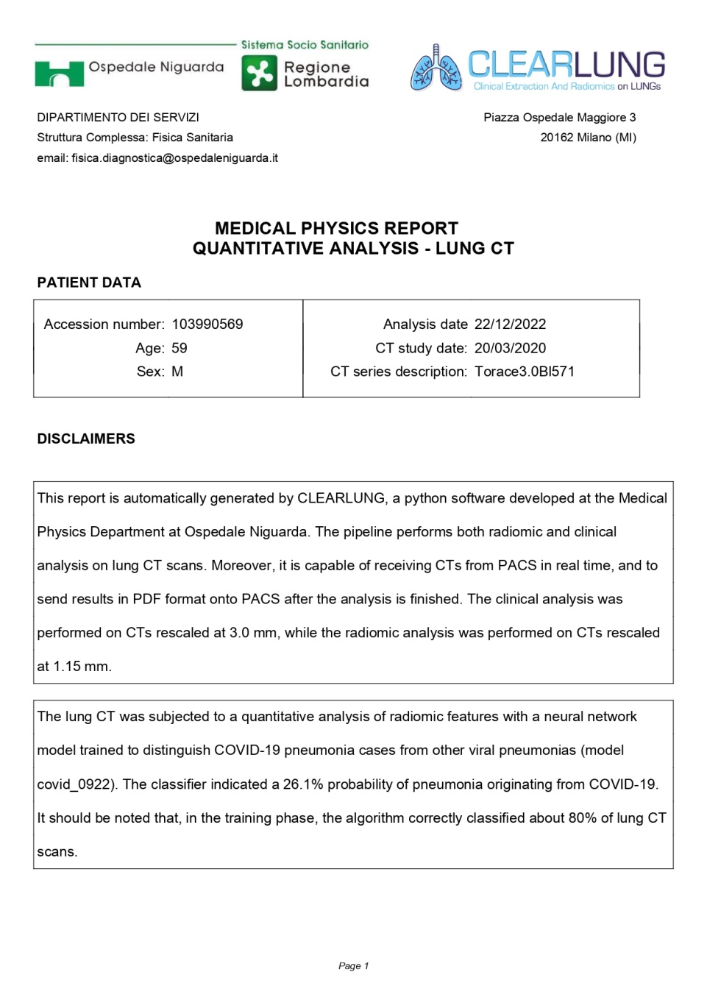 Sistema Socio Sanitario
Ospedale Niguarda
Regione
Lombardia
CLEARLUNG
Clinical Extraction And Radiomics on LUNGs
DIPARTIMENTO DEI SERVIZI
Piazza Ospedale Maggiore 3
Struttura Complessa: Fisica Sanitaria
20162 Milano (MI)
email: fisica.diagnostica@ospedaleniguarda.it
MEDICAL PHYSICS REPORT
QUANTITATIVE ANALYSIS - LUNG CT
PATIENT DATA
Accession number: 103990569
Age: 59
Sex: M
Analysis date 22/12/2022
CT study date: 20/03/2020
CT series description: Torace3.0Bl571
DISCLAIMERS
This report is automatically generated by CLEARLUNG, a python software developed at the Medical
Physics Department at Ospedale Niguarda. The pipeline performs both radiomic and clinical
analysis on lung CT scans. Moreover, it is capable of receiving CTs from PACS in real time, and to
send results in PDF format onto PACS after the analysis is finished. The clinical analysis was
performed on CTs rescaled at 3.0 mm, while the radiomic analysis was performed on CTs rescaled
at 1.15 mm.
The lung CT was subjected to a quantitative analysis of radiomic features with a neural network
model trained to distinguish COVID-19 pneumonia cases from other viral pneumonias (model
covid_0922). The classifier indicated a 26.1% probability of pneumonia originating from COVID-19.
It should be noted that, in the training phase, the algorithm correctly classified about 80% of lung CT
scans.
Page 1